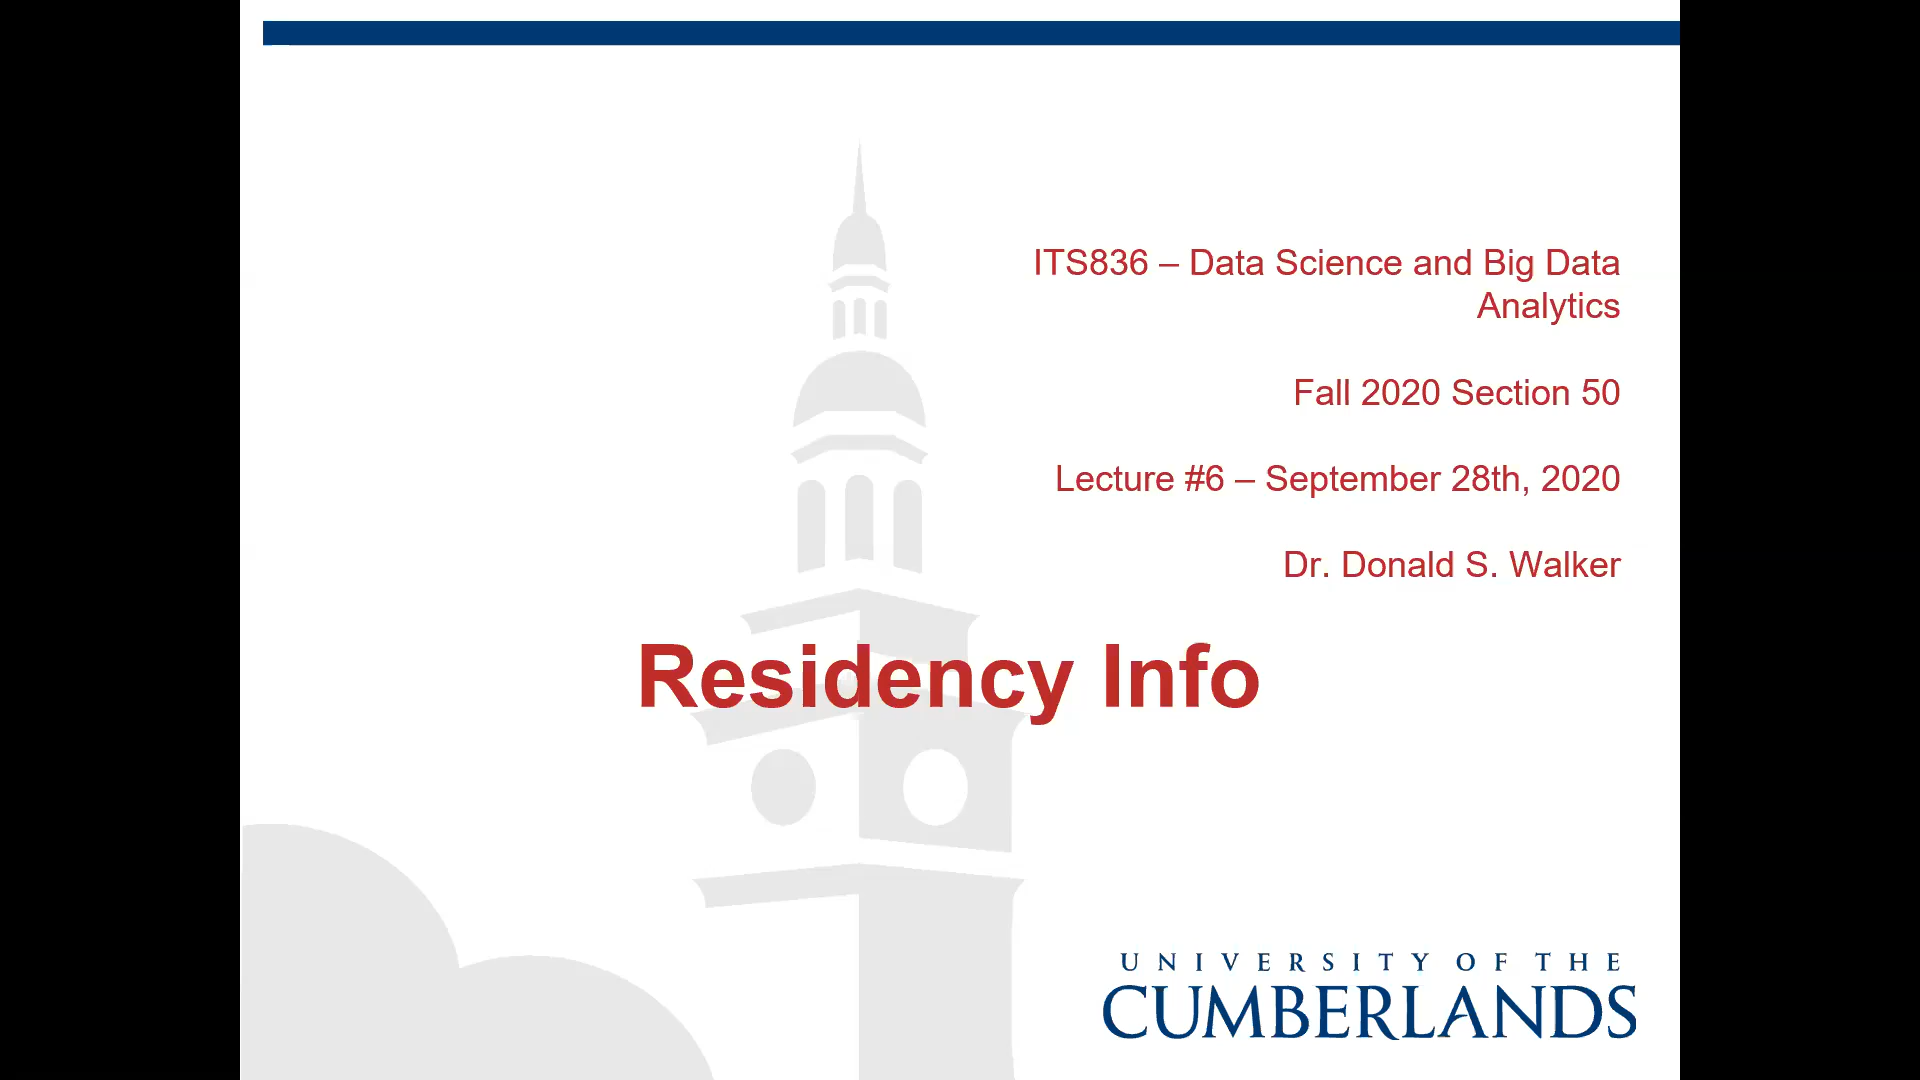 ITS836 – Data Science and Big Data
Analytics
Fall 2020 Section 50
Lecture #6 – September 28th, 2020
Dr. Donald S. Walker
Residency Info
UNIVERSITY OF THE
CUMBERLANDS